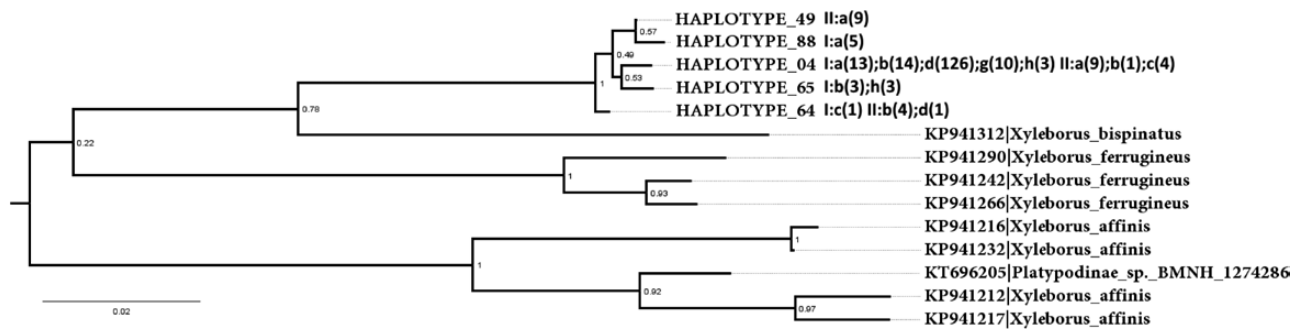 HAPLOTYPE_49 II:a(9)
0.57
HAPLOTYPE_88 I:a(5)
0.49
HAPLOTYPE_04 I:a(13);b(14);d(126);g(10);h(3) II:a(9);b(1);c(4)
0.53
1
HAPLOTYPE_65 I:b(3);h(3)
0.78
HAPLOTYPE_64 I:c(1) II:b(4);d(1)
KP941312|Xyleborus_bispinatus
0.22
KP941290|Xyleborus_ferrugineus
1
KP941242|Xyleborus_ferrugineus
0.93
KP941266|Xyleborus_ferrugineus
KP941216|Xyleborus_affinis
1
KP941232|Xyleborus_affinis
1
KT696205|Platypodinae_sp._BMNH_1274286
0.92
KP941212|Xyleborus_affinis
0.97
KP941217|Xyleborus_affinis
0.02